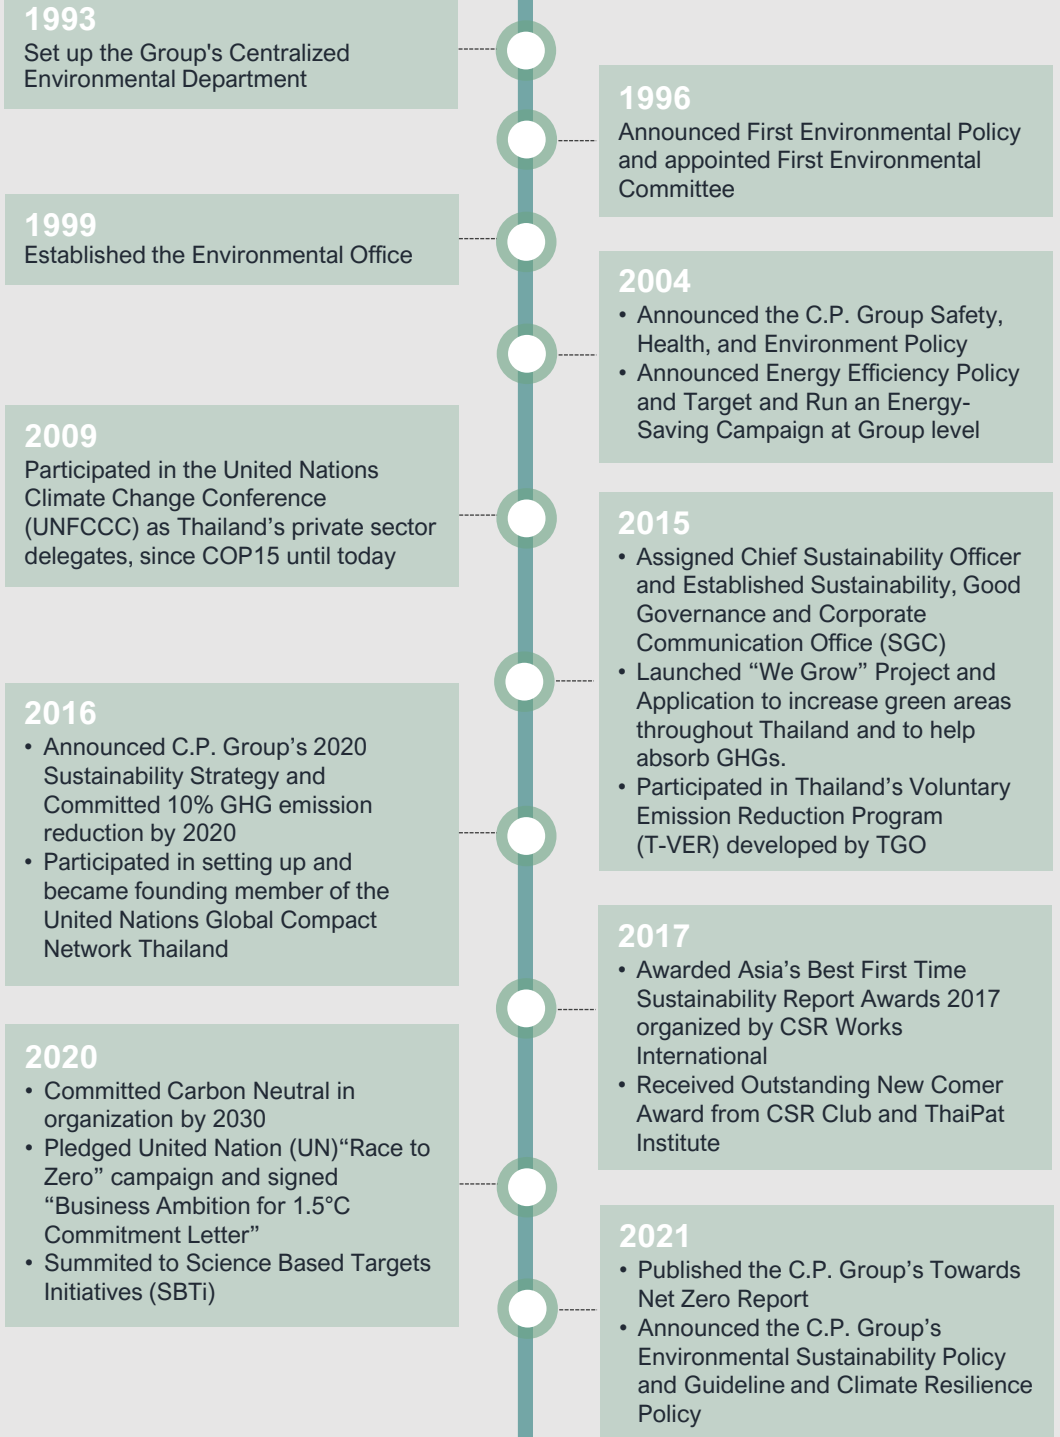 1993
Set up the Group's Centralized
Environmental Department
1996
Announced First Environmental Policy
and appointed First Environmental
Committee
1999
Established the Environmental Office
2004
• Announced the C.P. Group Safety,
Health, and Environment Policy
• Announced Energy Efficiency Policy
and Target and Run an Energy-
Saving Campaign at Group level
2009
Participated in the United Nations
Climate Change Conference
(UNFCCC) as Thailand’s private sector
delegates, since COP15 until today
2015
• Assigned Chief Sustainability Officer
and Established Sustainability, Good
Governance and Corporate
Communication Office (SGC)
• Launched “We Grow” Project and
Application to increase green areas
throughout Thailand and to help
absorb GHGs.
• Participated in Thailand’s Voluntary
Emission Reduction Program
(T-VER) developed by TGO
2016
• Announced C.P. Group’s 2020
Sustainability Strategy and
Committed 10% GHG emission
reduction by 2020
• Participated in setting up and
became founding member of the
United Nations Global Compact
Network Thailand
2017
• Awarded Asia’s Best First Time
Sustainability Report Awards 2017
organized by CSR Works
International
• Received Outstanding New Comer
Award from CSR Club and ThaiPat
Institute
2020
• Committed Carbon Neutral in
organization by 2030
• Pledged United Nation (UN)“Race to
Zero” campaign and signed
“Business Ambition for 1.5°C
Commitment Letter”
• Summited to Science Based Targets
Initiatives (SBTi)
2021
• Published the C.P. Group’s Towards
Net Zero Report
• Announced the C.P. Group’s
Environmental Sustainability Policy
and Guideline and Climate Resilience
Policy